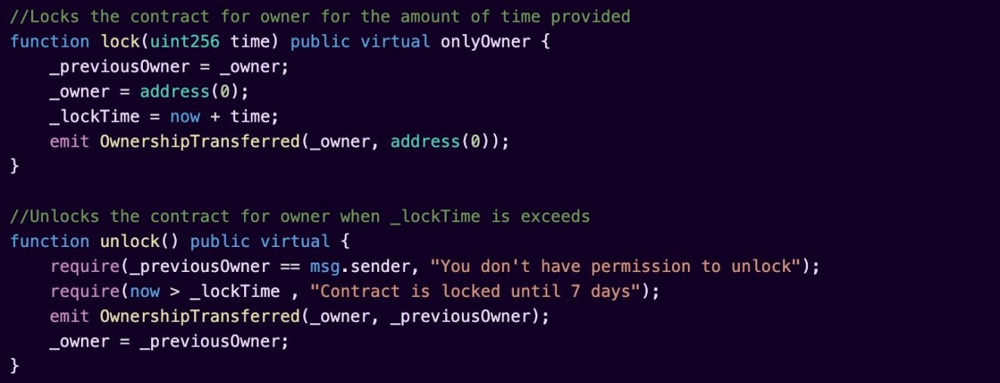 //Locks the contract for owner for the amount of time provided
function lock(uint256 time) public virtual onlyOwner {
    _previousOwner = _owner;
    _owner = address(0);
    _lockTime = now + time;
    emit OwnershipTransferred(_owner, address(0));
}

//Unlocks the contract for owner when _lockTime is exceeds
function unlock() public virtual {
    require(_previousOwner == msg.sender, "You don't have permission to unlock");
    require(now > _lockTime , "Contract is locked until 7 days");
    emit OwnershipTransferred(_owner, _previousOwner);
    _owner = _previousOwner;
}